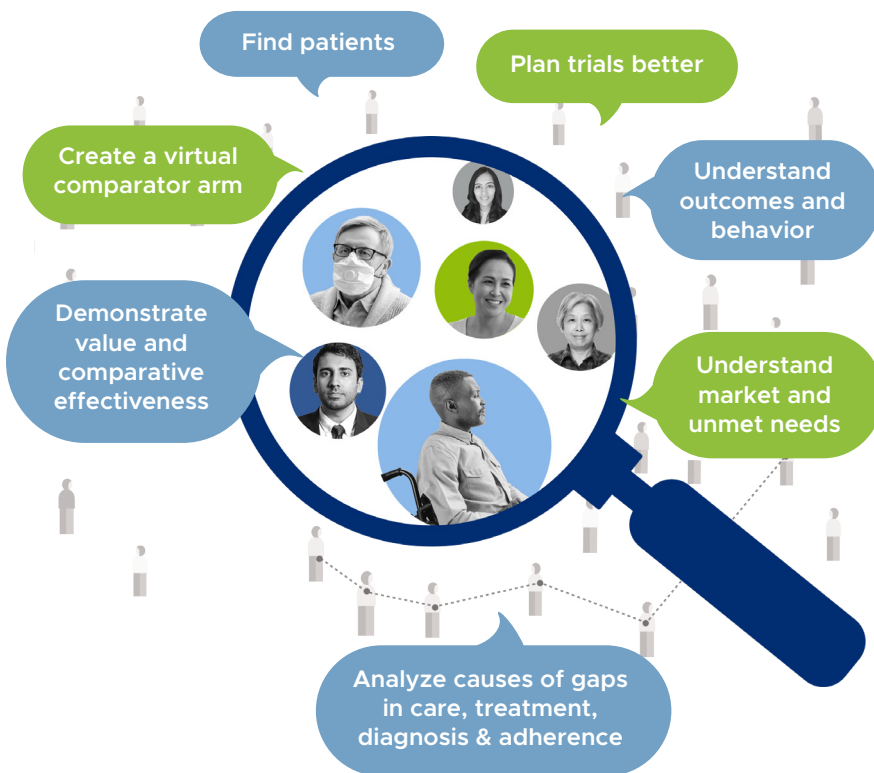 Find patients
Plan trials better
Create a virtual
comparator arm
Understand
outcomes and
behavior
Demonstrate
value and
comparative
effectiveness
Understand
market and
unmet needs
Analyze causes of gaps
in care, treatment,
diagnosis & adherence